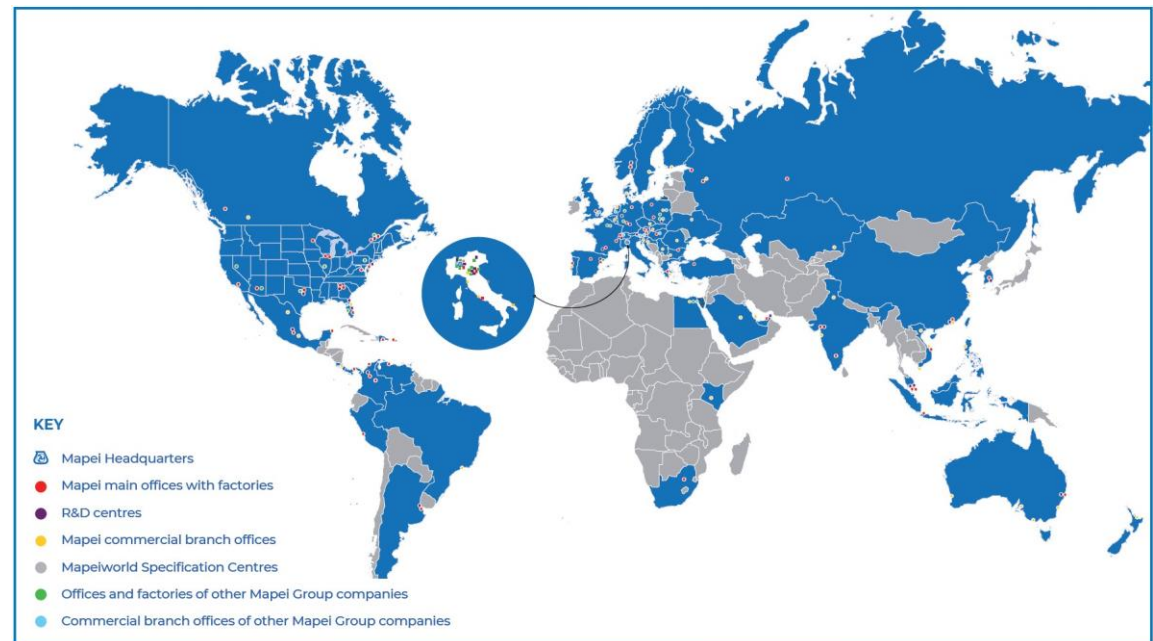 KEY
Mapei Headquarters
Mapei main offices with factories
R&D centres
Mapei commercial branch offices
Mapeiworld Specification Centres
Offices and factories of other Mapei Group companies
Commercial branch offices of other Mapei Group companies